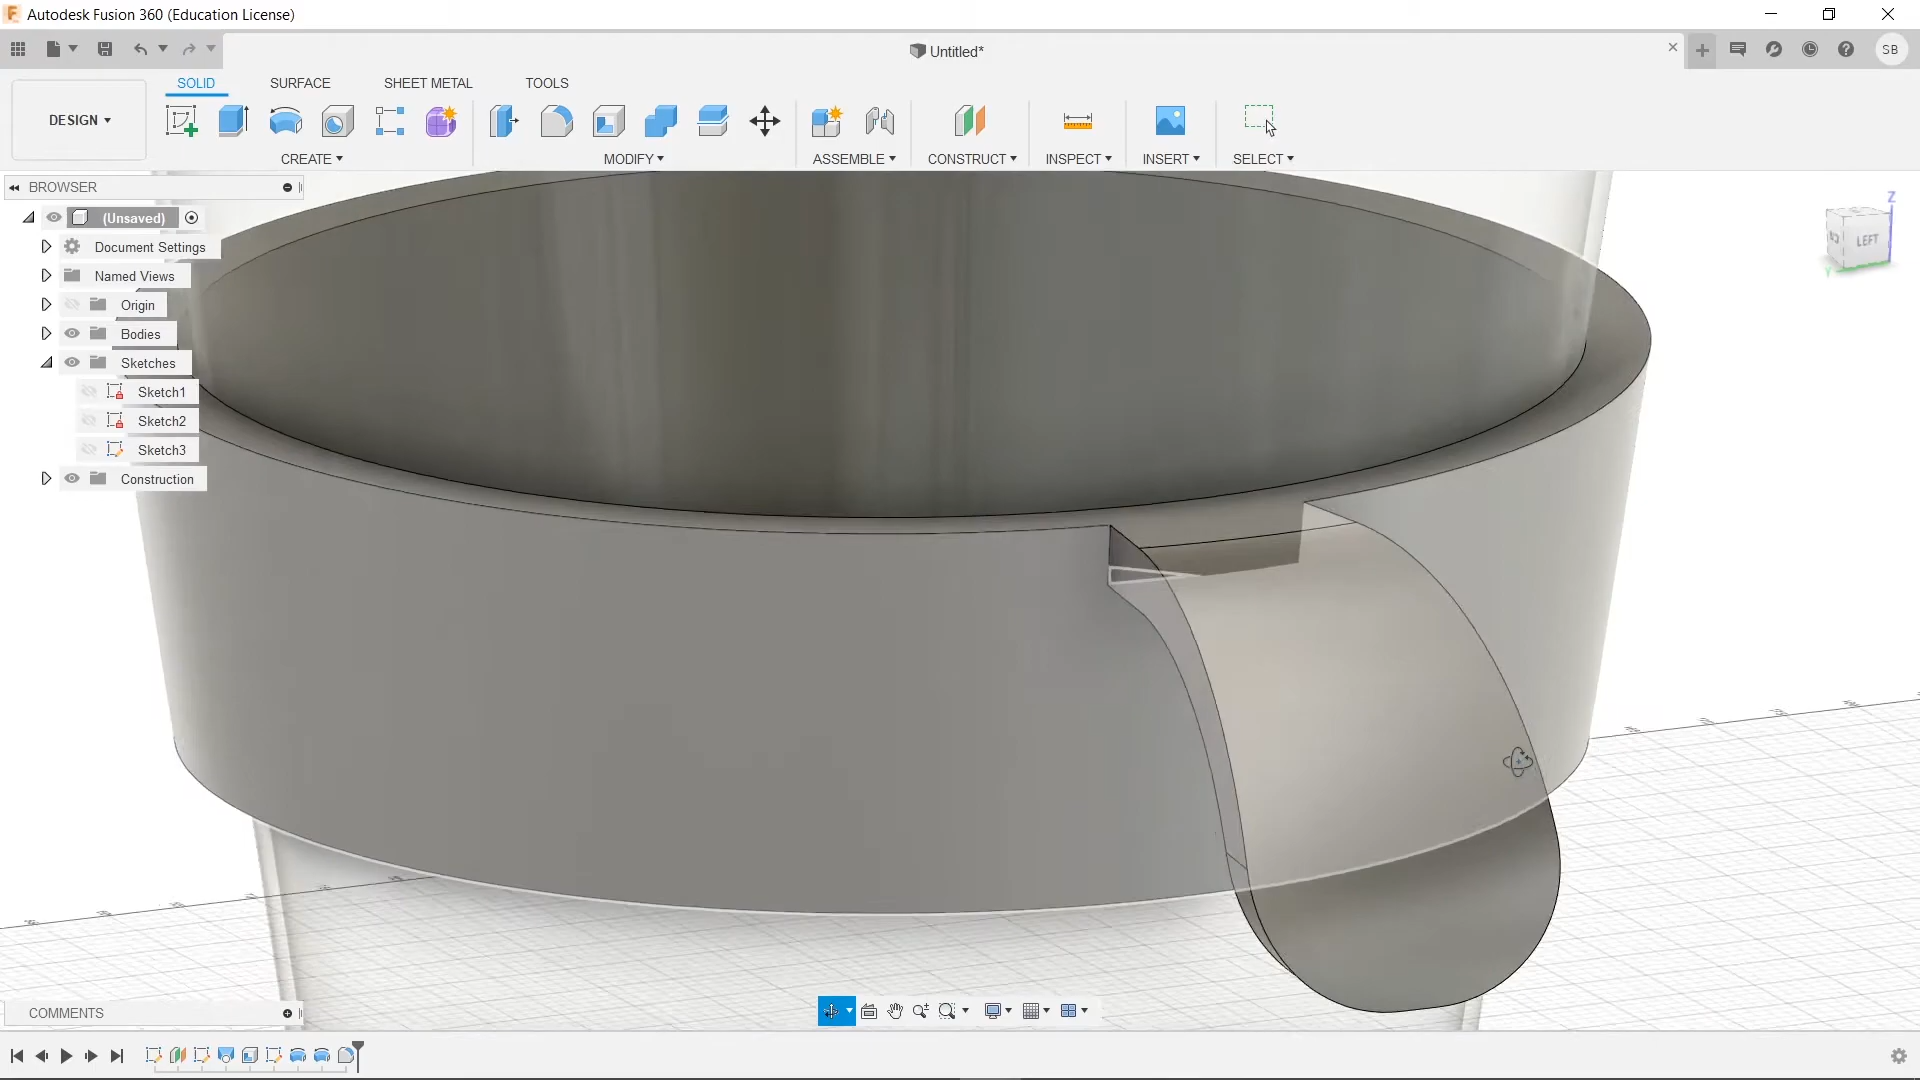 Autodesk Fusion 360 (Education License)
Untitled*
SB
SOLID SURFACE SHEET METAL TOOLS
DESIGN
CREATE MODIFY ASSEMBLE CONSTRUCT INSPECT INSERT SELECT
BROWSER
(Unsaved)
Document Settings
Named Views
Origin
Bodies
Sketches
Sketch1
Sketch2
Sketch3
Construction
Z
LEFT
Y
COMMENTS